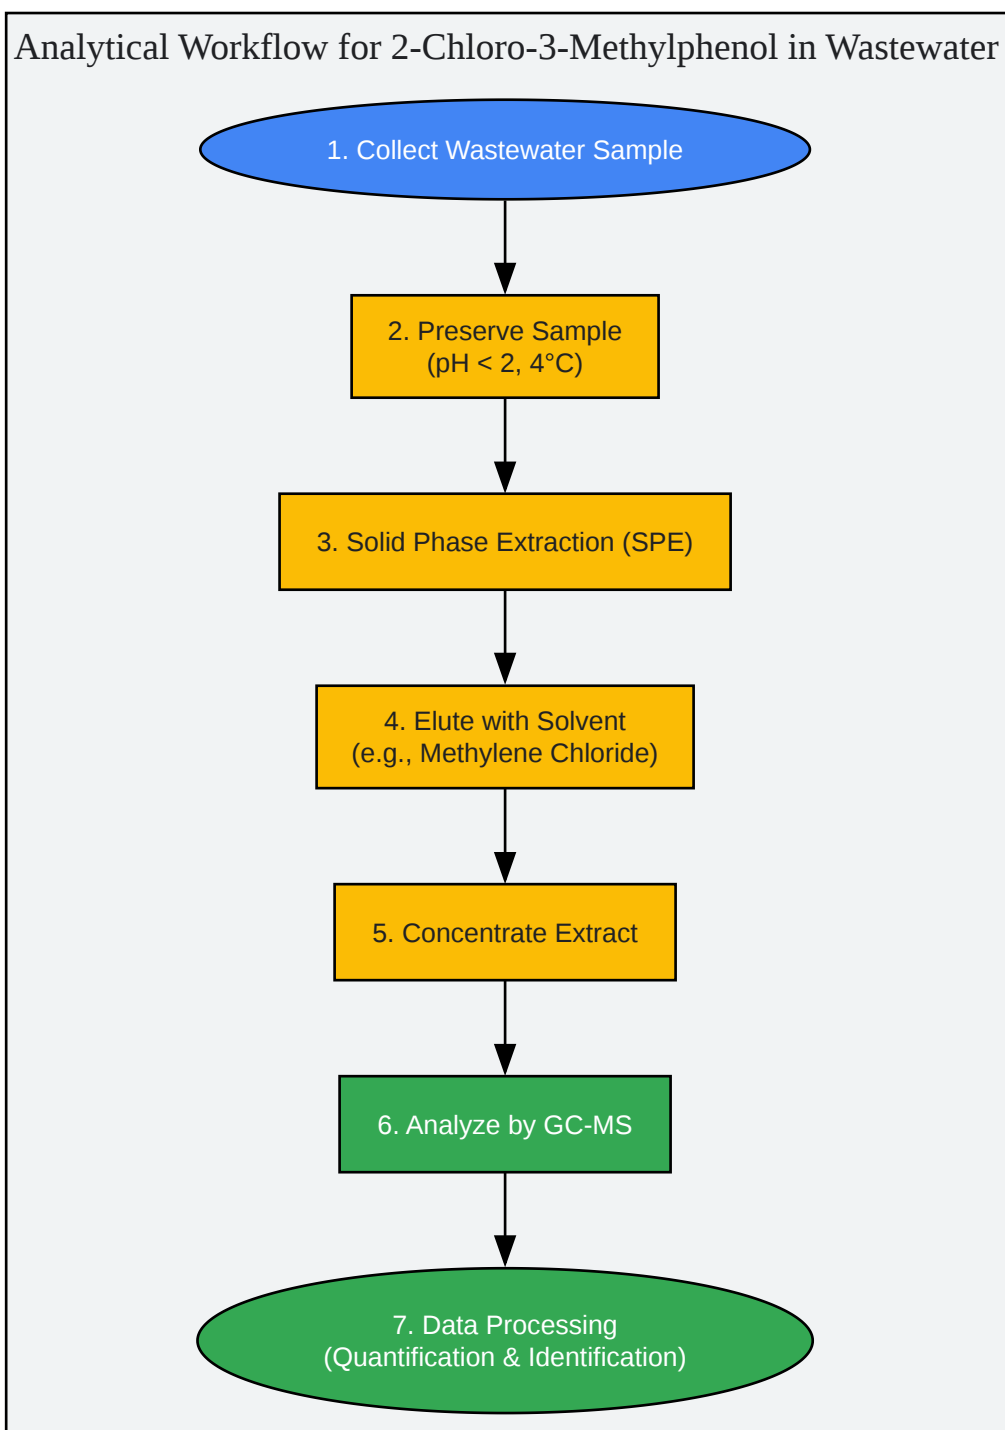 Analytical Workflow for 2-Chloro-3-Methylphenol in Wastewater
1. Collect Wastewater Sample
2. Preserve Sample
(pH < 2, 4°C)
3. Solid Phase Extraction (SPE)
4. Elute with Solvent
(e.g., Methylene Chloride)
5. Concentrate Extract
6. Analyze by GC-MS
7. Data Processing
(Quantification & Identification)